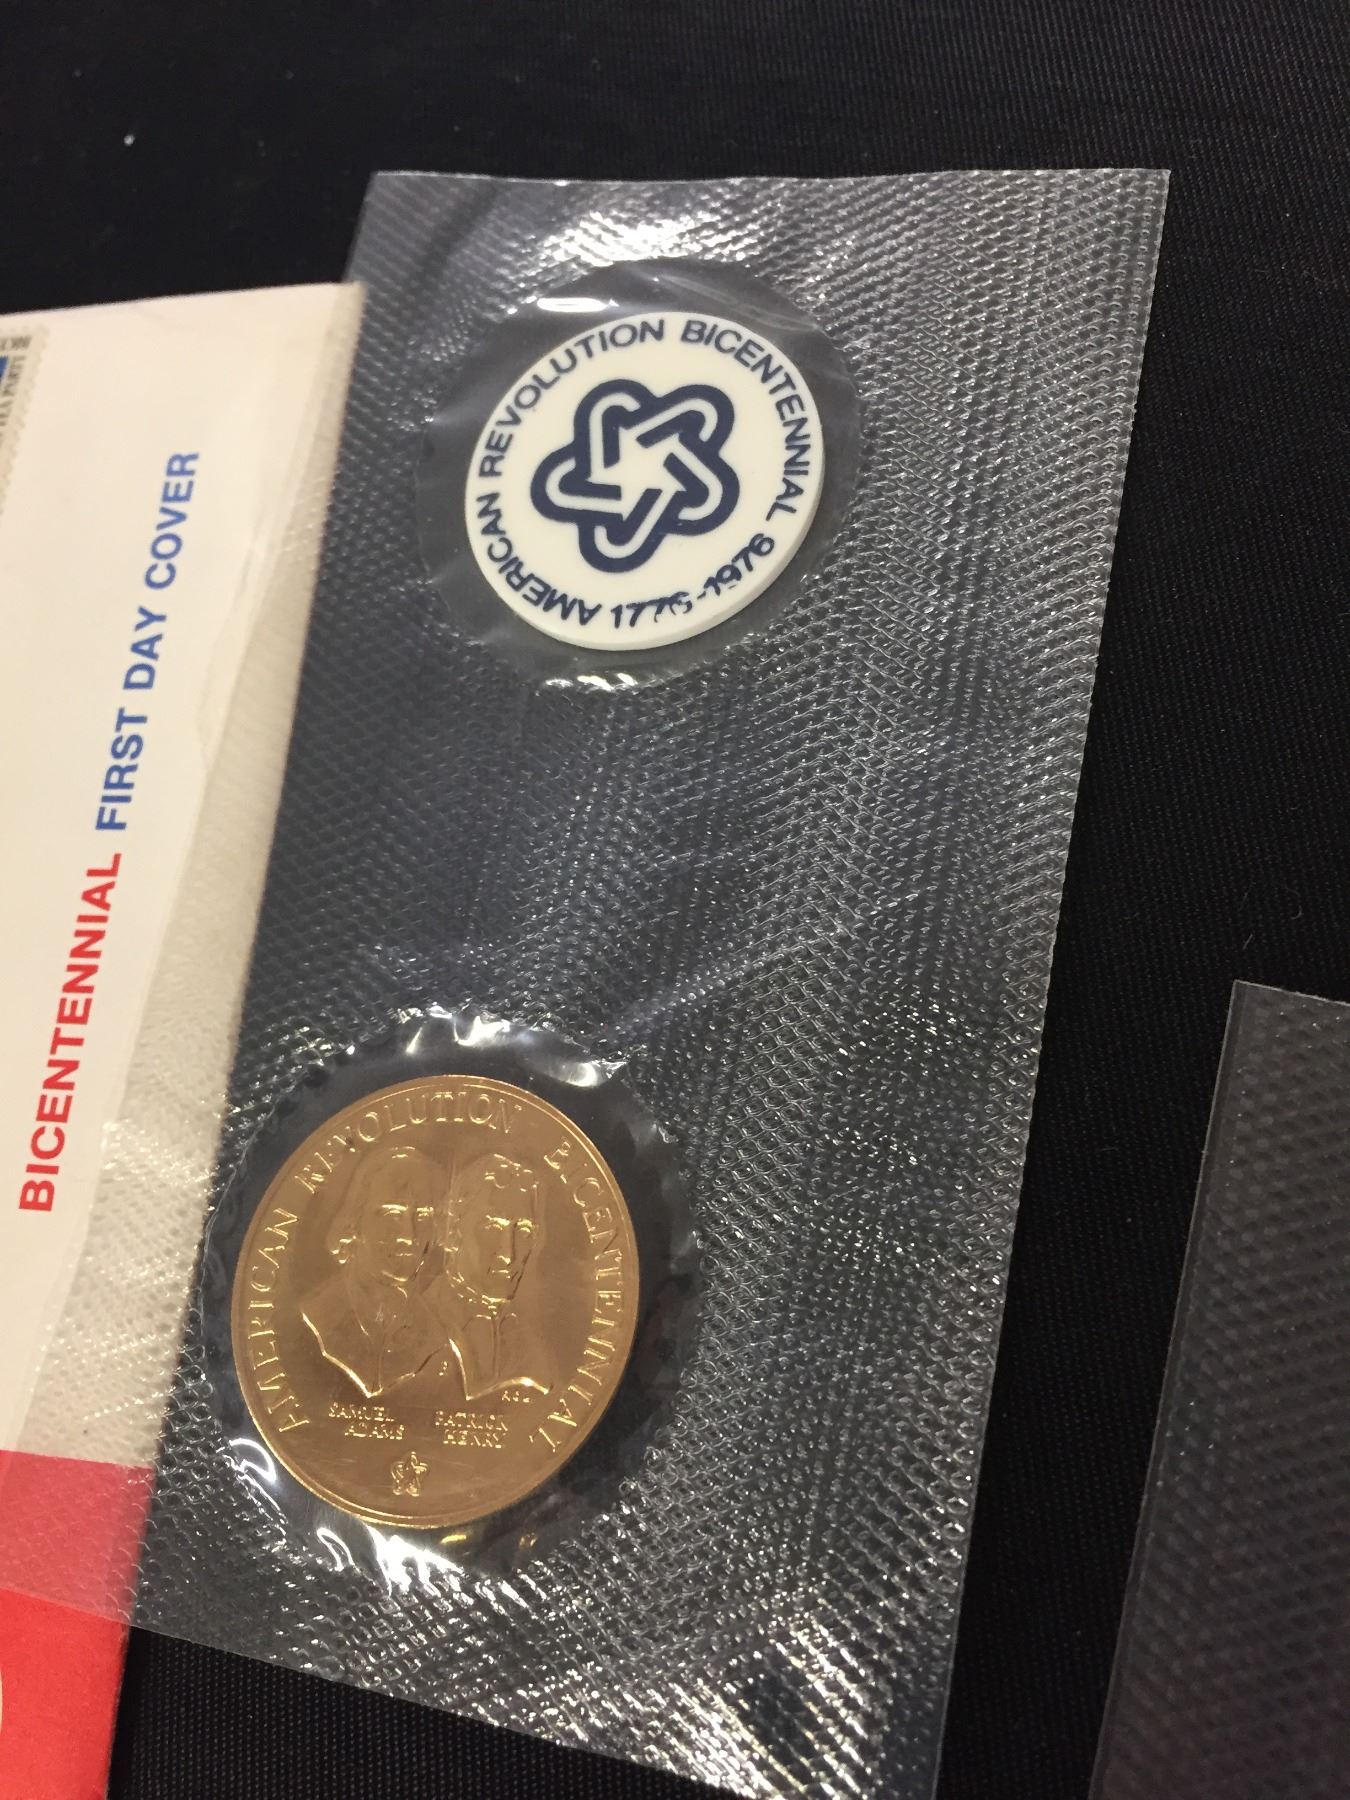 AMERICAN REVOLUTION BICENTENNIAL
1776-1976
BICENTENNIAL FIRST DAY COVER
AMERICAN REVOLUTION BICENTENNIAL
SAMUEL
ADAMS
PATRICK
HENRY